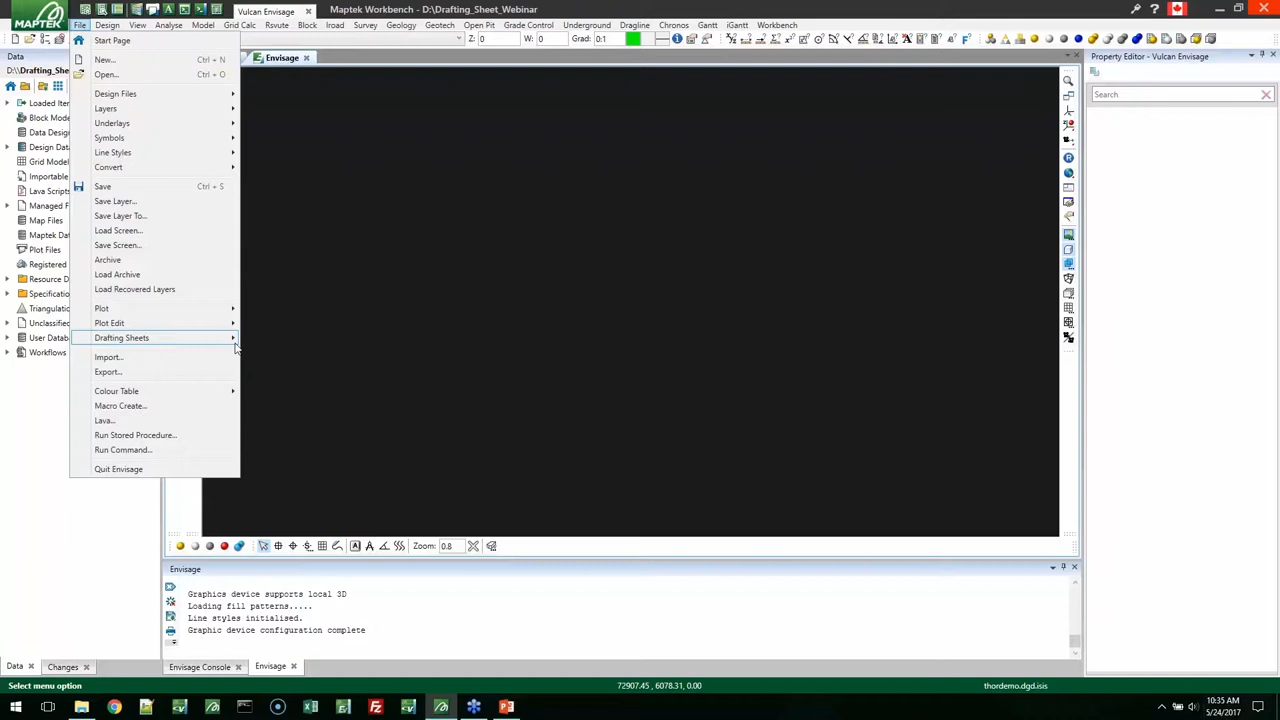 MAPTEK
Vulcan Envisage
Maptek Workbench - D:\Drafting_Sheet_Webinar
File Design View Analyse Model Grid Calc Rsvute Block Iroad Survey Geology Geotech Open Pit Grade Control Underground Dragline Chronos Gantt iGantt Workbench
Z: 0 W: 0 Grad: 0:1
Data
D:\Drafting_She
Loaded Iter
Block Mode
Data Design
Design Data
Grid Model
Importable
Lava Scripts
Managed F
Map Files
Maptek Dat
Plot Files
Registered
Resource D
Specificatio
Triangulatio
Unclassified
User Databa
Workflows
Start Page
New... Ctrl + N
Open... Ctrl + O
Design Files
Layers
Underlays
Symbols
Line Styles
Convert
Save Ctrl + S
Save Layer...
Save Layer To...
Load Screen...
Save Screen...
Archive
Load Archive
Load Recovered Layers
Plot
Plot Edit
Drafting Sheets
Import...
Export...
Colour Table
Macro Create...
Lava...
Run Stored Procedure...
Run Command...
Quit Envisage
Envisage
Property Editor - Vulcan Envisage
Search
Zoom: 0.8
Envisage
Graphics device supports local 3D
Loading fill patterns.....
Line styles initialised.
Graphic device configuration complete
Data Changes Envisage Console Envisage
Select menu option 72907.45, 6078.31, 0.00 thordemo.dgd.isis
10:35 AM
5/24/2017